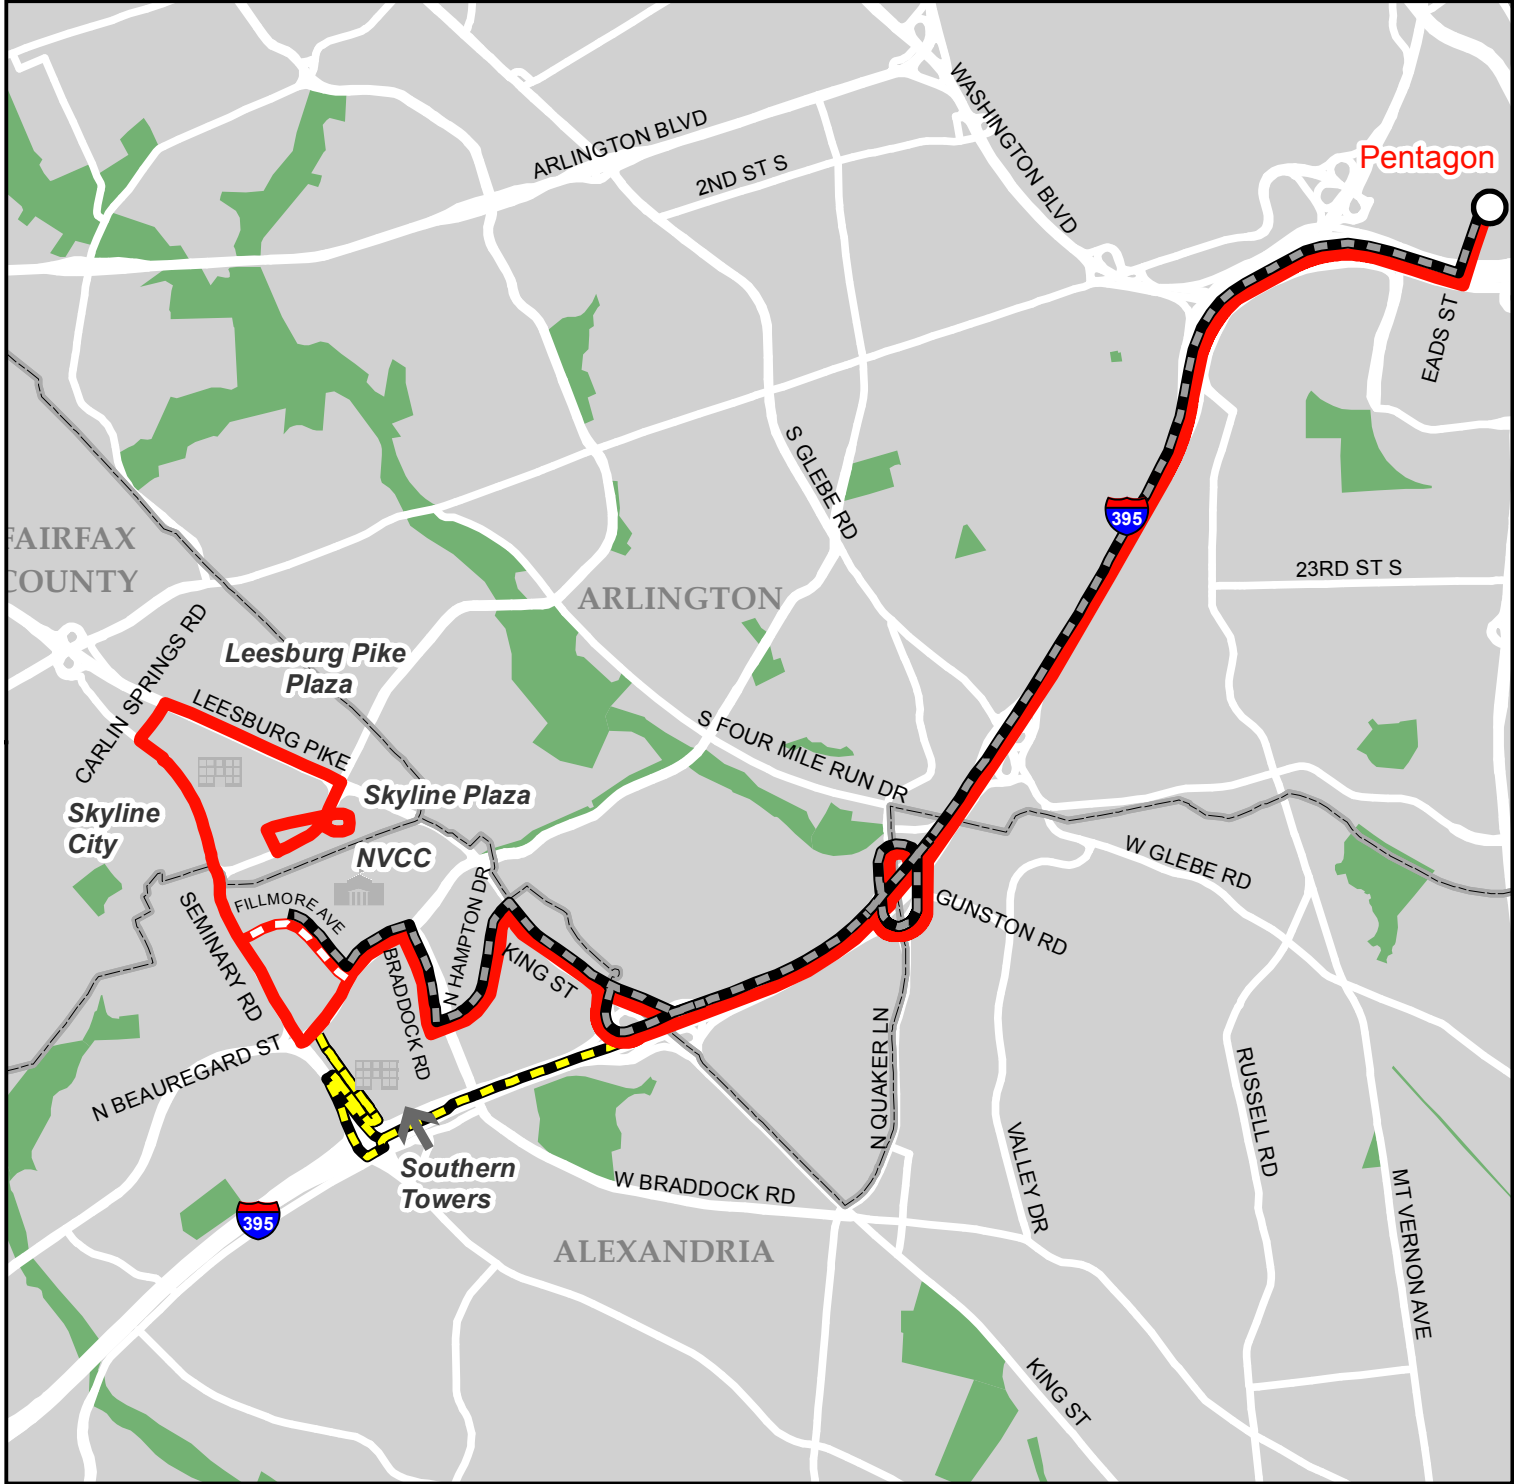 WASHINGTON BLVD
ARLINGTON BLVD
2ND ST S
Pentagon
EADS ST
S GLEBE RD
395
FAIRFAX
COUNTY
ARLINGTON
23RD ST S
CARLIN SPRINGS RD
Leesburg Pike
Plaza
LEESBURG PIKE
S FOUR MILE RUN DR
Skyline Plaza
Skyline
City
NVCC
W GLEBE RD
SEMINARY RD
FILLMORE AVE
N HAMPTON DR
GUNSTON RD
BRADDOCK RD
KING ST
N BEAUREGARD ST
N QUAKER LN
RUSSELL RD
VALLEY DR
Southern
Towers
W BRADDOCK RD
MT VERNON AVE
395
ALEXANDRIA
KING ST